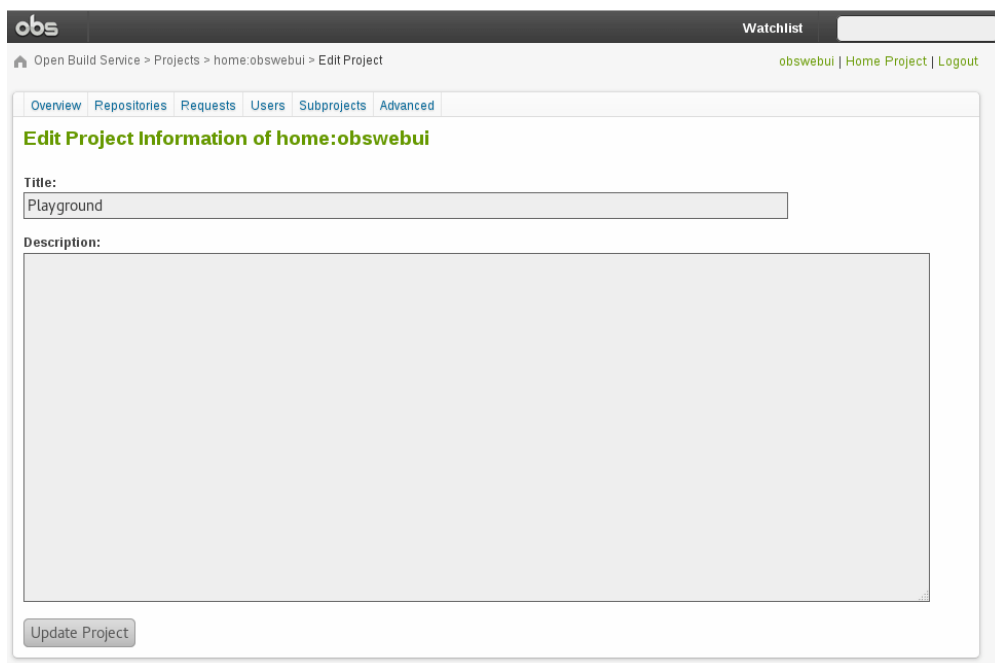 obs
Watchlist
Open Build Service > Projects > home:obswebui > Edit Project
obswebui | Home Project | Logout
Overview Repositories Requests Users Subprojects Advanced
Edit Project Information of home:obswebui
Title:
Playground
Description:
Update Project